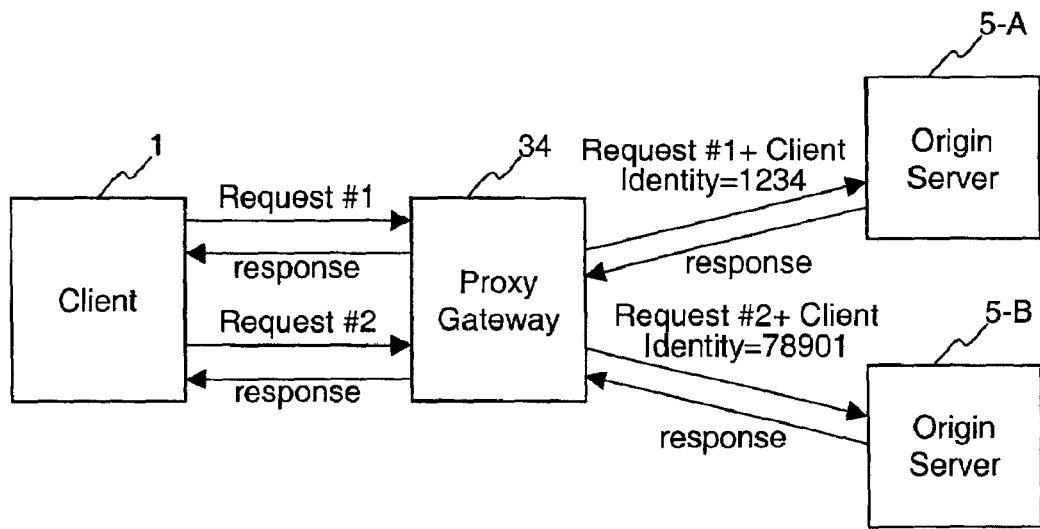 5-A
Origin
Server
1
34
Request #1+ Client
Identity=1234
Request #1
response
response
Client
Proxy
Gateway
Request #2
response
Request #2+ Client
Identity=78901
response
5-B
Origin
Server